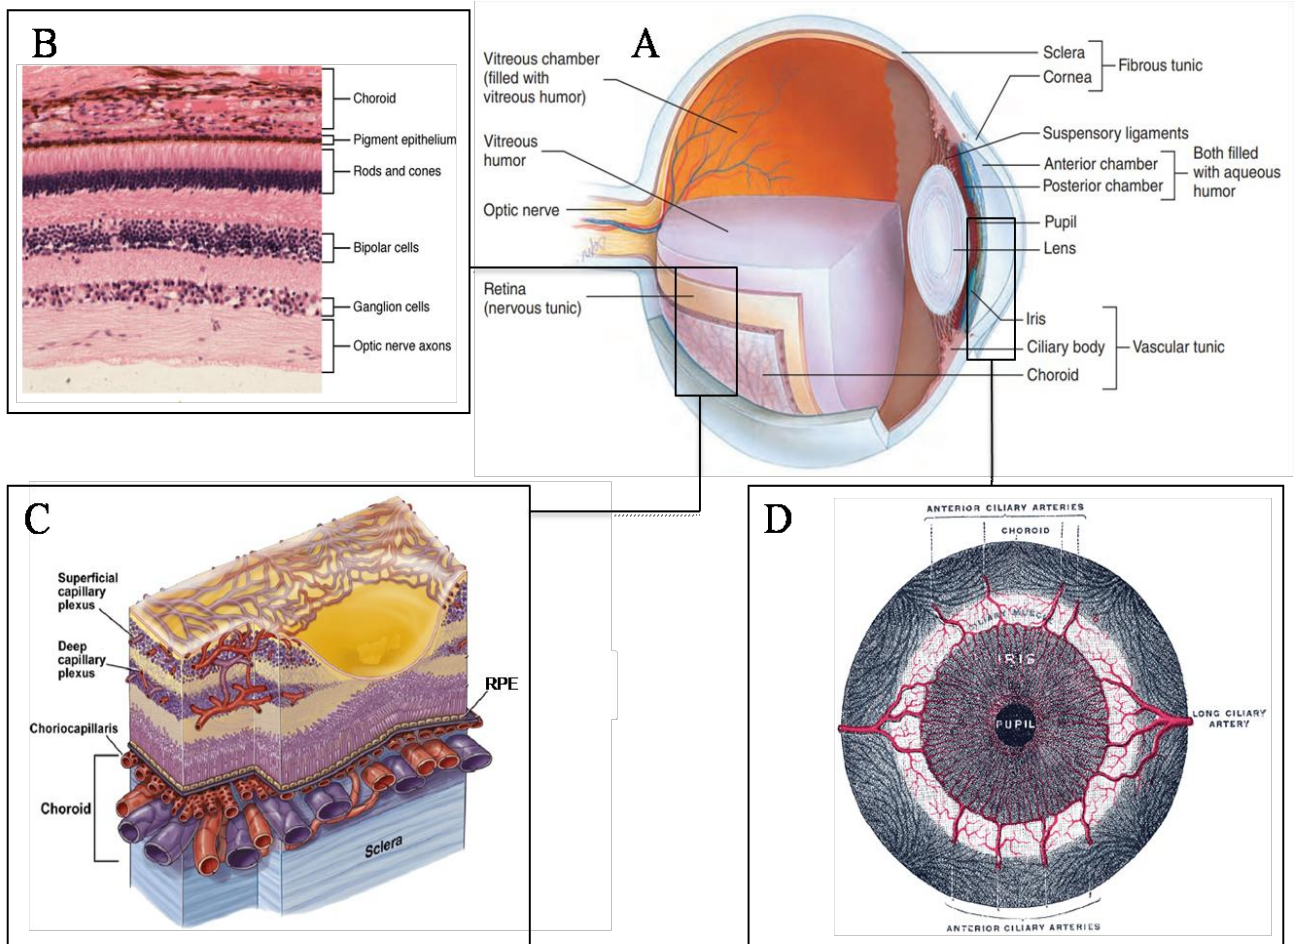 B
Choroid
Pigment epithelium
Rods and cones
Bipolar cells
Ganglion cells
Optic nerve axons
A
Vitreous chamber
(filled with
vitreous humor)
Vitreous
humor
Optic nerve
Retina
(nervous tunic)
Sclera
Cornea
Fibrous tunic
Suspensory ligaments
Anterior chamber
Posterior chamber
Both filled
with aqueous
humor
Pupil
Lens
Iris
Ciliary body
Choroid
Vascular tunic
C
Superficial
capillary
plexus
Deep
capillary
plexus
RPE
Choriocapillaris
Choroid
Sclera
D
ANTERIOR CILIARY ARTERIES
CHOROID
CILIARY MUSCLE
IRIS
PUPIL
LONG CILIARY
ARTERY
ANTERIOR CILIARY ARTERIES